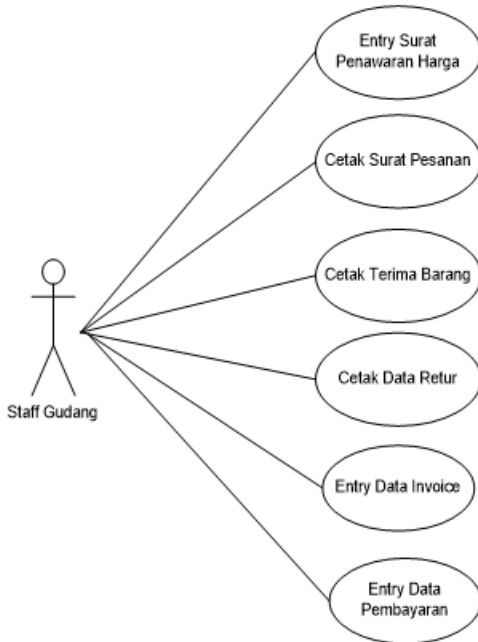 Entry Surat
Penawaran Harga
Cetak Surat Pesanan
Cetak Terima Barang
Cetak Data Retur
Staff Gudang
Entry Data Invoice
Entry Data
Pembayaran